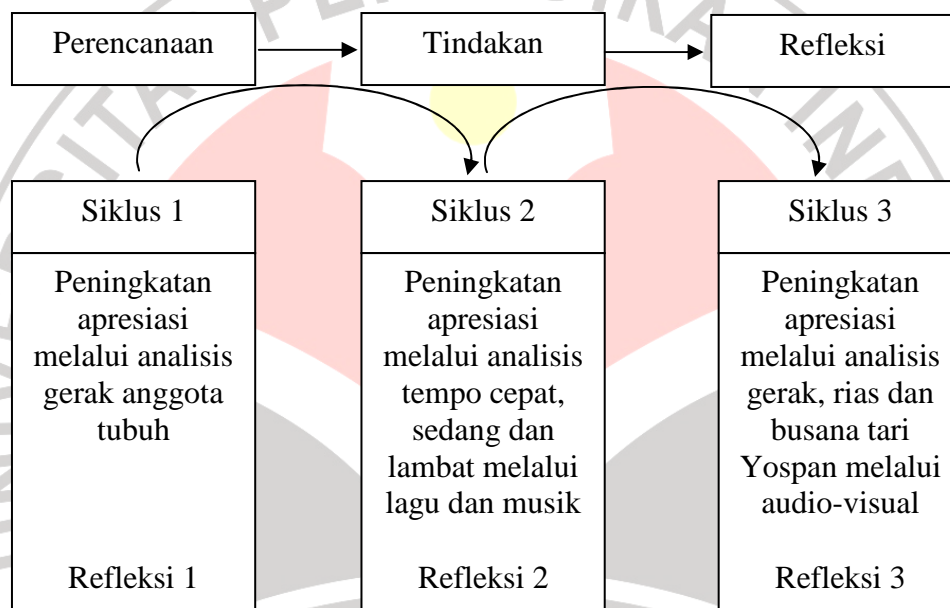 Perencanaan
Tindakan
Refleksi
Siklus 1
Peningkatan
apresiasi
melalui analisis
gerak anggota
tubuh
Refleksi 1
Siklus 2
Peningkatan
apresiasi
melalui analisis
tempo cepat,
sedang dan
lambat melalui
lagu dan musik
Refleksi 2
Siklus 3
Peningkatan
apresiasi
melalui analisis
gerak, rias dan
busana tari
Yospan melalui
audio-visual
Refleksi 3